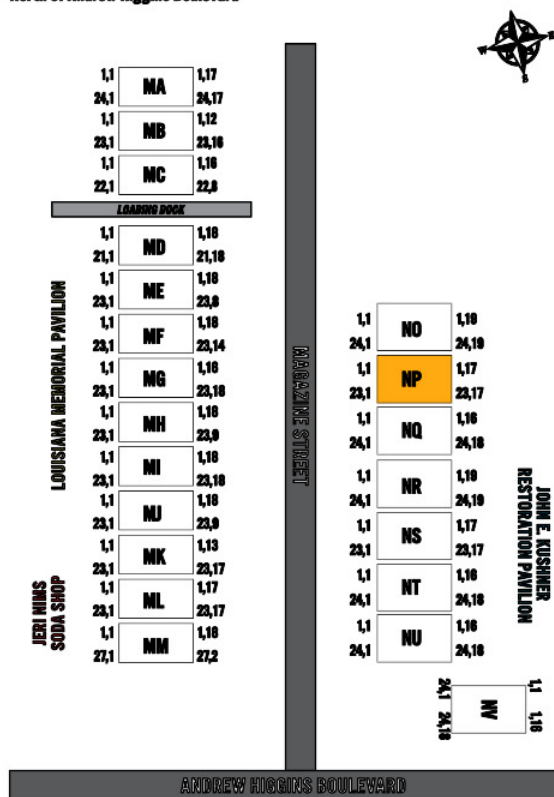 1,1 MA 1,17
24,1 24,17
1,1 MB 1,12
23,1 23,16
1,1 MC 1,16
22,1 22,8
LOADING DOCK
1,1 MD 1,18
21,1 21,18
1,1 ME 1,18
23,1 23,8
1,1 MF 1,18
23,1 23,14
1,1 MG 1,16
23,1 23,18
1,1 MH 1,18
23,1 23,9
1,1 MI 1,18
23,1 23,18
1,1 MJ 1,18
23,1 23,9
1,1 MK 1,13
23,1 23,17
1,1 ML 1,17
23,1 23,17
1,1 MM 1,18
27,1 27,2
LOUISIANA MEMORIAL PAVILION
JERI NIMS
SODA SHOP
MAGAZINE STREET
1,1 NO 1,19
24,1 24,19
1,1 NP 1,17
23,1 23,17
1,1 NQ 1,16
24,1 24,18
1,1 NR 1,19
24,1 24,19
1,1 NS 1,17
23,1 23,17
1,1 NT 1,16
24,1 24,18
1,1 NU 1,16
24,1 24,18
JOHN E. KUSHNER
RESTORATION PAVILION
1,1 NV 1,16
24,1 24,18
ANDREW HIGGINS BOULEVARD